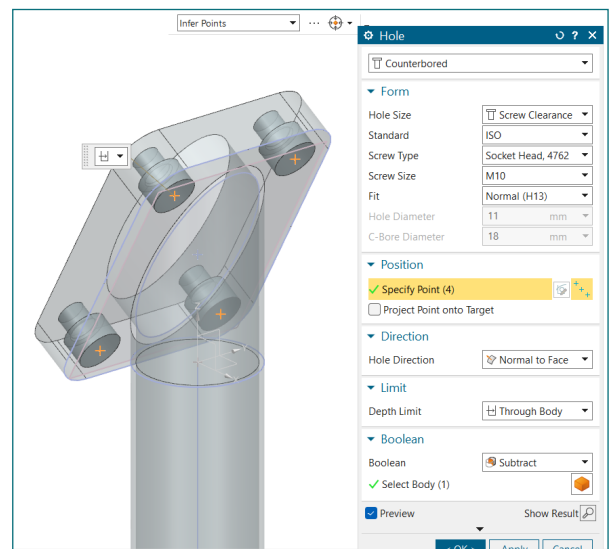 Infer Points
Hole
Counterbored
Form
Hole Size Screw Clearance
Standard ISO
Screw Type Socket Head, 4762
Screw Size M10
Fit Normal (H13)
Hole Diameter 11 mm
C-Bore Diameter 18 mm
Position
Specify Point (4)
Project Point onto Target
Direction
Hole Direction Normal to Face
Limit
Depth Limit Through Body
Boolean
Boolean Subtract
Select Body (1)
Preview Show Result
< OK > Apply Cancel